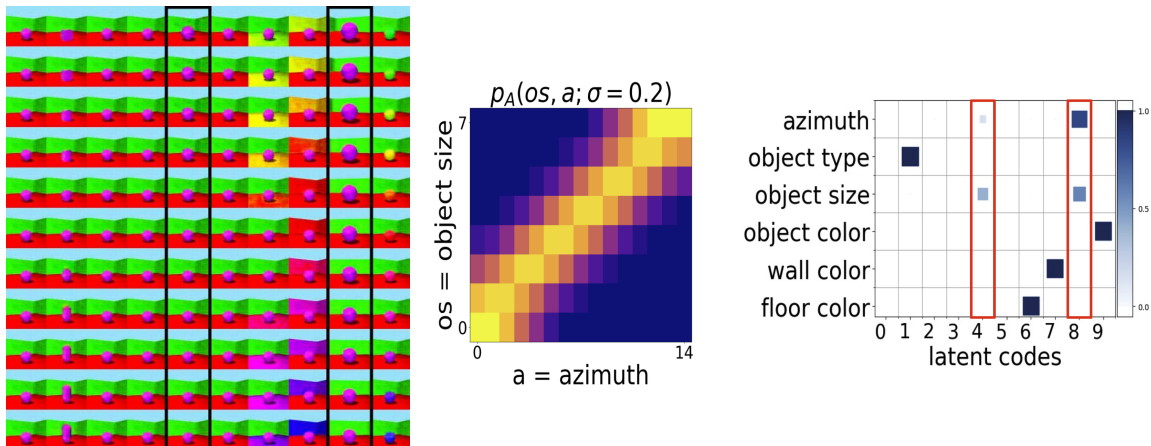 p_A(os, a; σ = 0.2)
7
os = object size
0
0
14
a = azimuth
azimuth
object type
object size
object color
wall color
floor color
0 1 2 3 4 5 6 7 8 9
latent codes
1.0
0.5
0.0